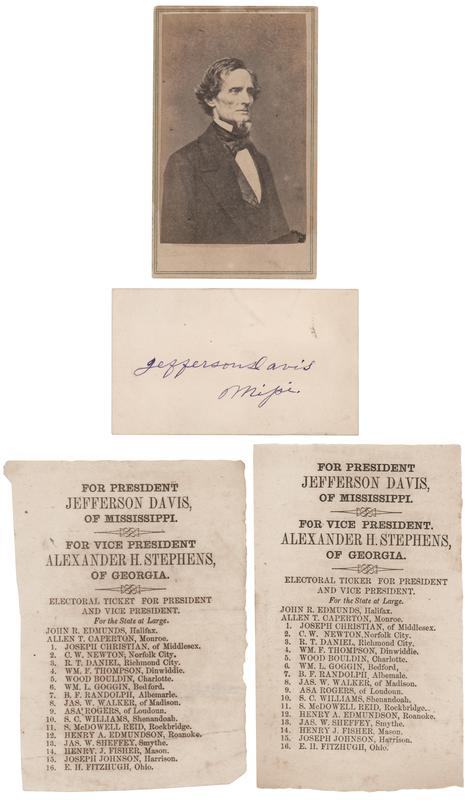 Jefferson Davis
Missi.
FOR PRESIDENT
JEFFERSON DAVIS,
OF MISSISSIPPI.
FOR VICE PRESIDENT
ALEXANDER H. STEPHENS,
OF GEORGIA.
ELECTORAL TICKET FOR PRESIDENT
AND VICE PRESIDENT.
For the State at Large.
JOHN R. EDMUNDS, Halifax.
ALLEN T. CAPERTON, Monroe.
1. JOSEPH CHRISTIAN, of Middlesex.
2. C. W. NEWTON, Norfolk City.
3. R. T. DANIEL, Richmond City.
4. WM. F. THOMPSON, Dinwiddie.
5. WOOD BOULDIN, Charlotte.
6. WM. L. GOGGIN, Bedford.
7. B. F. RANDOLPH, Albemarle.
8. JAS. W. WALKER, of Madison.
9. ASA ROGERS, of Loudoun.
10. S. C. WILLIAMS, Shenandoah.
11. S. McDOWELL REID, Rockbridge.
12. HENRY A. EDMUNDSON, Roanoke.
13. JAS. W. SHEFFEY, Smythe.
14. HENRY. J. FISHER, Mason.
15. JOSEPH JOHNSON, Harrison.
16. E. H. FITZHUGH, Ohio.
FOR PRESIDENT
JEFFERSON DAVIS,
OF MISSISSIPPI.
FOR VICE PRESIDENT.
ALEXANDER H. STEPHENS,
OF GEORGIA.
ELECTORAL TICKER FOR PRESIDENT
AND VICE PRESIDENT.
For the State at Large.
JOHN R. EDMUNDS, Halifax.
ALLEN T. CAPERTON, Monroe.
1. JOSEPH CHRISTIAN, of Middlesex.
2. C. W. NEWTON, Norfolk City.
3. R. T. DANIEL, Richmond City.
4. WM. F. THOMPSON, Dinwiddle.
5. WOOD BOULDIN, Charlotte.
6. WM. L. GOGGIN, Bedford,
7. B. F. RANDOLPH, Albemale.
8. JAS, W. WALKER, of Madison.
9. ASA ROGERS, of Loudoun.
10. S. C. WILLIAMS, Shenandoah.
11. S. McDOWELL REID, Rockbridge..
12. HENRY A. EDMUNDSON, Roanoke.
13. JAS. W. SHEFFEY, Smythe.
14. HENRY J. FISHER, Mason.
15. JOSEPH JOHNSON, Harrison.
16. E. H. FITZHUGH, Ohio.